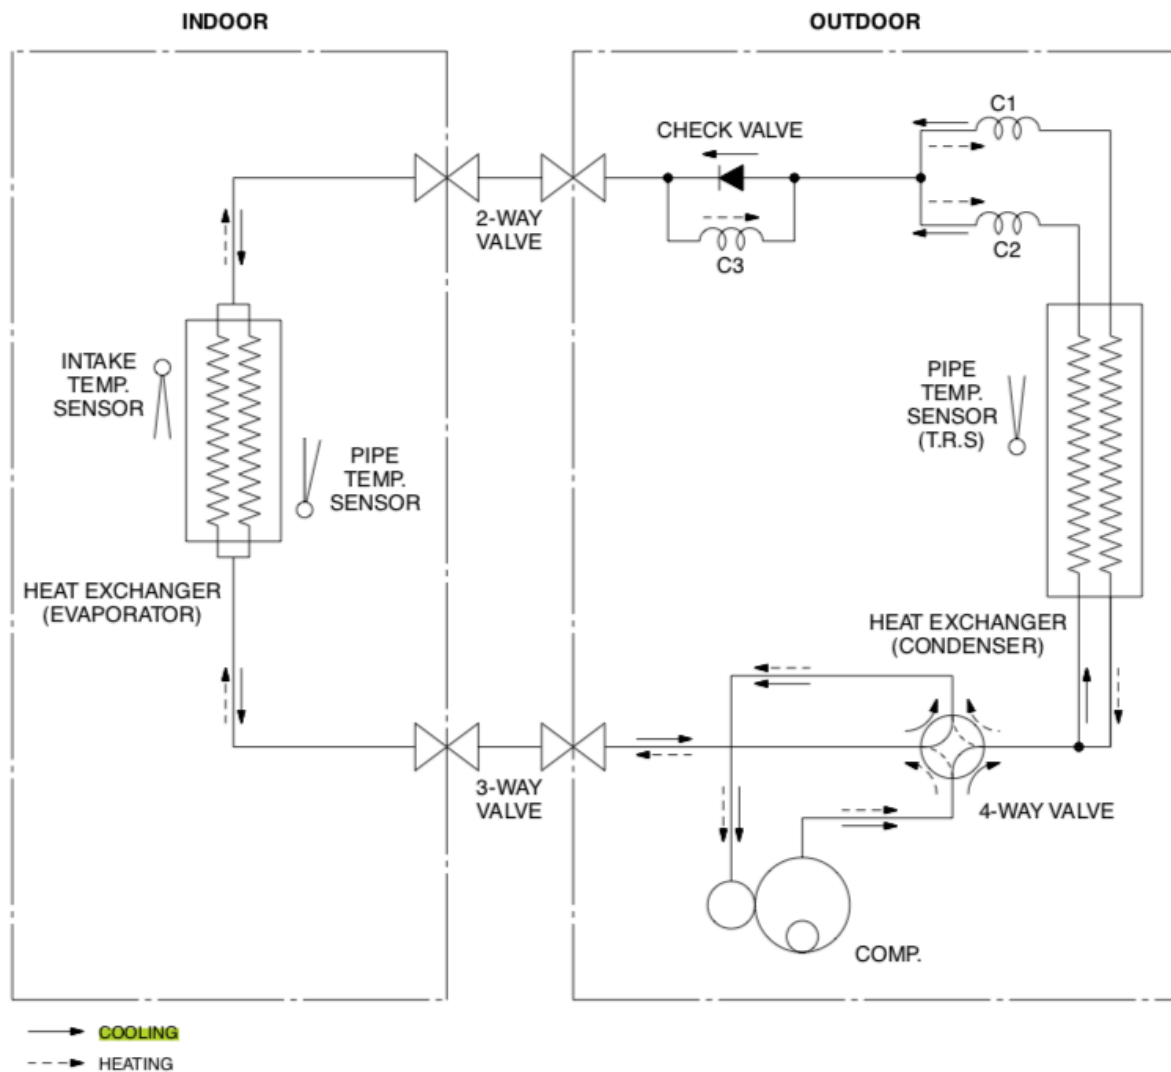 INDOOR
OUTDOOR
C1
CHECK VALVE
2-WAY
VALVE
C3
C2
INTAKE
TEMP.
SENSOR
PIPE
TEMP.
SENSOR
PIPE
TEMP.
SENSOR
(T.R.S)
HEAT EXCHANGER
(EVAPORATOR)
HEAT EXCHANGER
(CONDENSER)
3-WAY
VALVE
4-WAY VALVE
COMP.
COOLING
HEATING